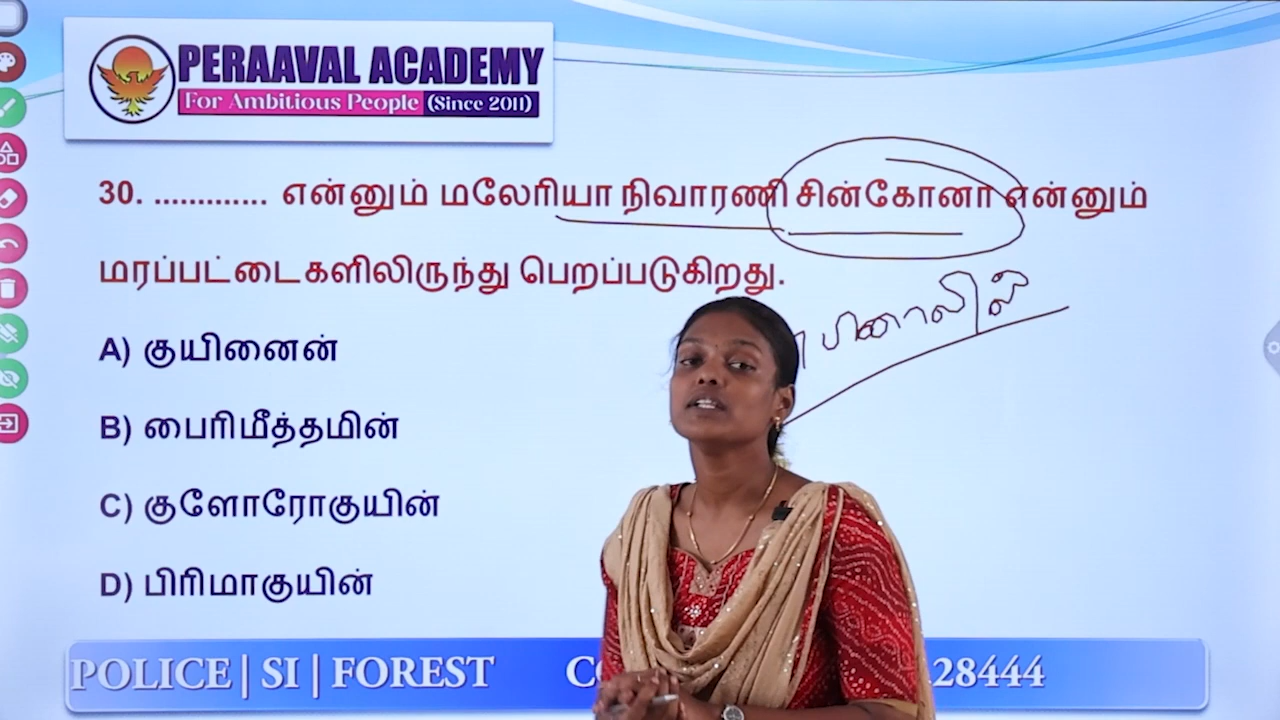 PERAAVAL ACADEMY
For Ambitious People (Since 2011)
30. ............. என்னும் மலேரியா நிவாரணி சின்கோனா என்னும்
மரப்பட்டைகளிலிருந்து பெறப்படுகிறது.
A) குயினைன்
B) பைரிமீத்தமின்
C) குளோரோகுயின்
D) பிரிமாகுயின்
POLICE | SI | FOREST
28444